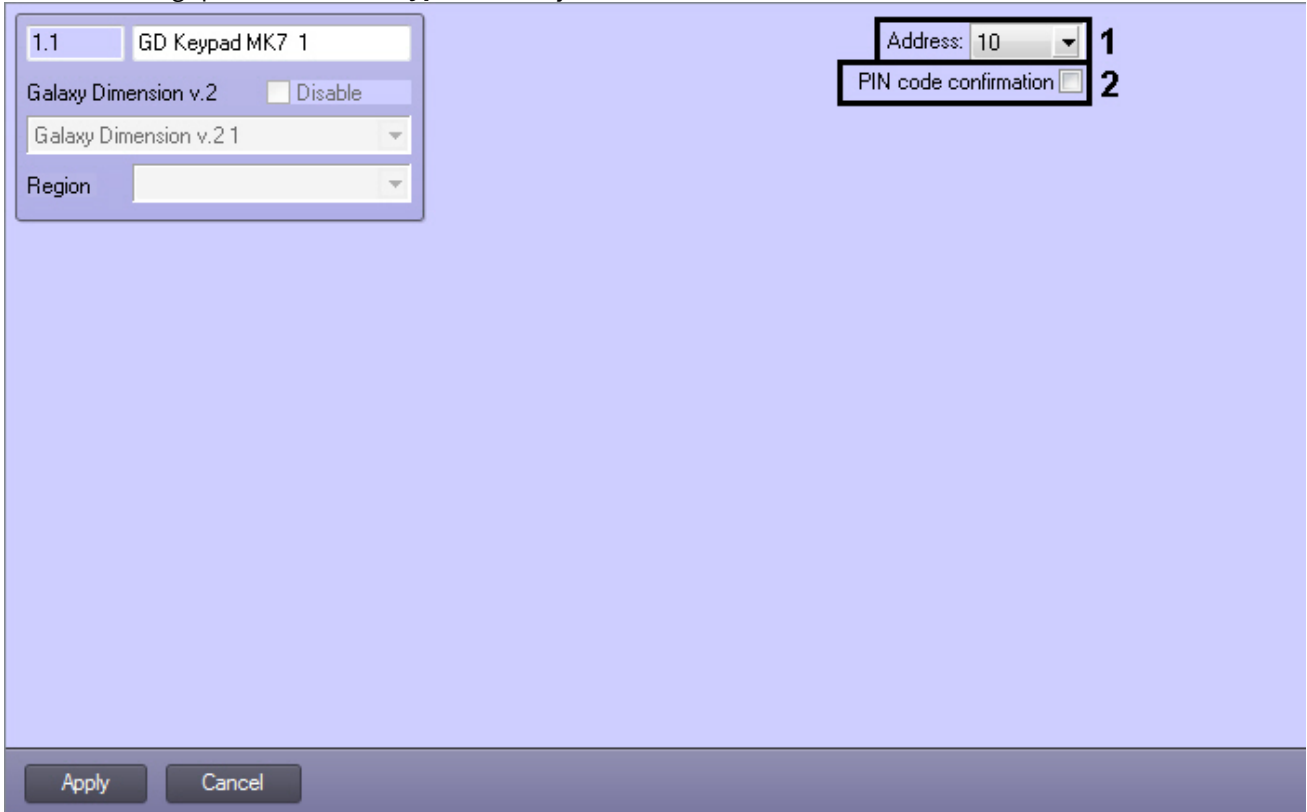 1.1 GD Keypad MK7 1
Galaxy Dimension v.2 Disable
Galaxy Dimension v.2 1
Region
Address: 10 1
PIN code confirmation 2
Apply Cancel